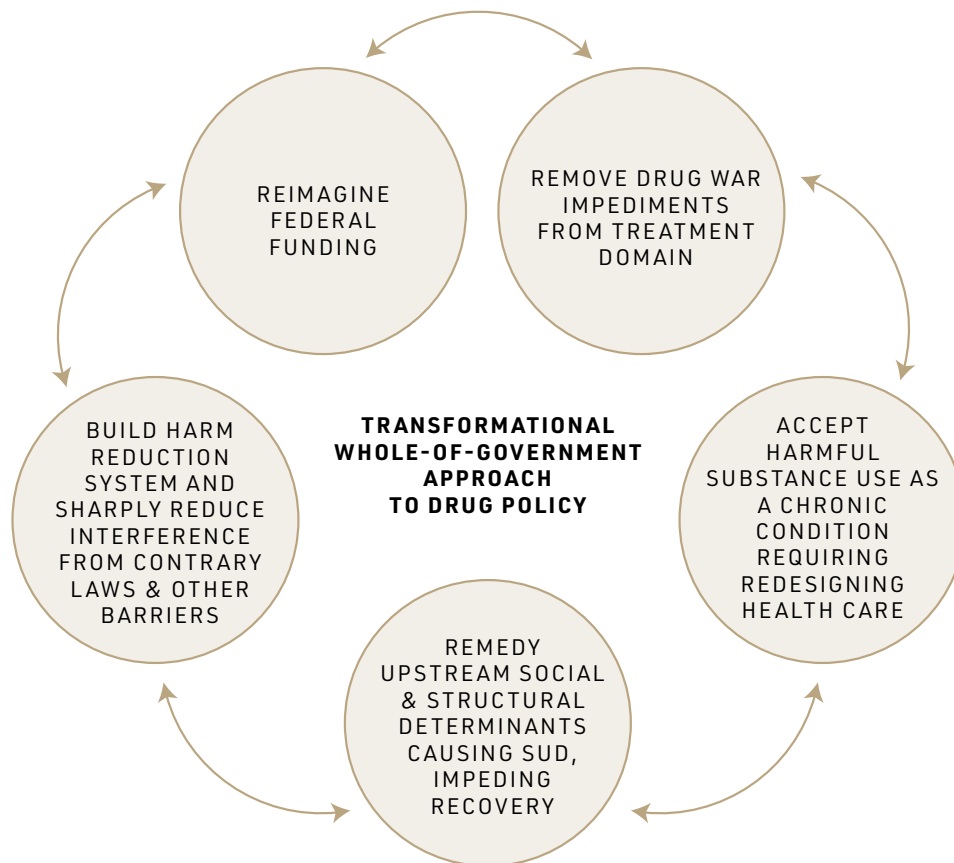 REIMAGINE
FEDERAL
FUNDING
REMOVE DRUG WAR
IMPEDIMENTS
FROM TREATMENT
DOMAIN
BUILD HARM
REDUCTION
SYSTEM AND
SHARPLY REDUCE
INTERFERENCE
FROM CONTRARY
LAWS & OTHER
BARRIERS
TRANSFORMATIONAL
WHOLE-OF-GOVERNMENT
APPROACH
TO DRUG POLICY
ACCEPT
HARMFUL
SUBSTANCE USE AS
A CHRONIC
CONDITION
REQUIRING
REDESIGNING
HEALTH CARE
REMEDY
UPSTREAM SOCIAL
& STRUCTURAL
DETERMINANTS
CAUSING SUD,
IMPEDING
RECOVERY